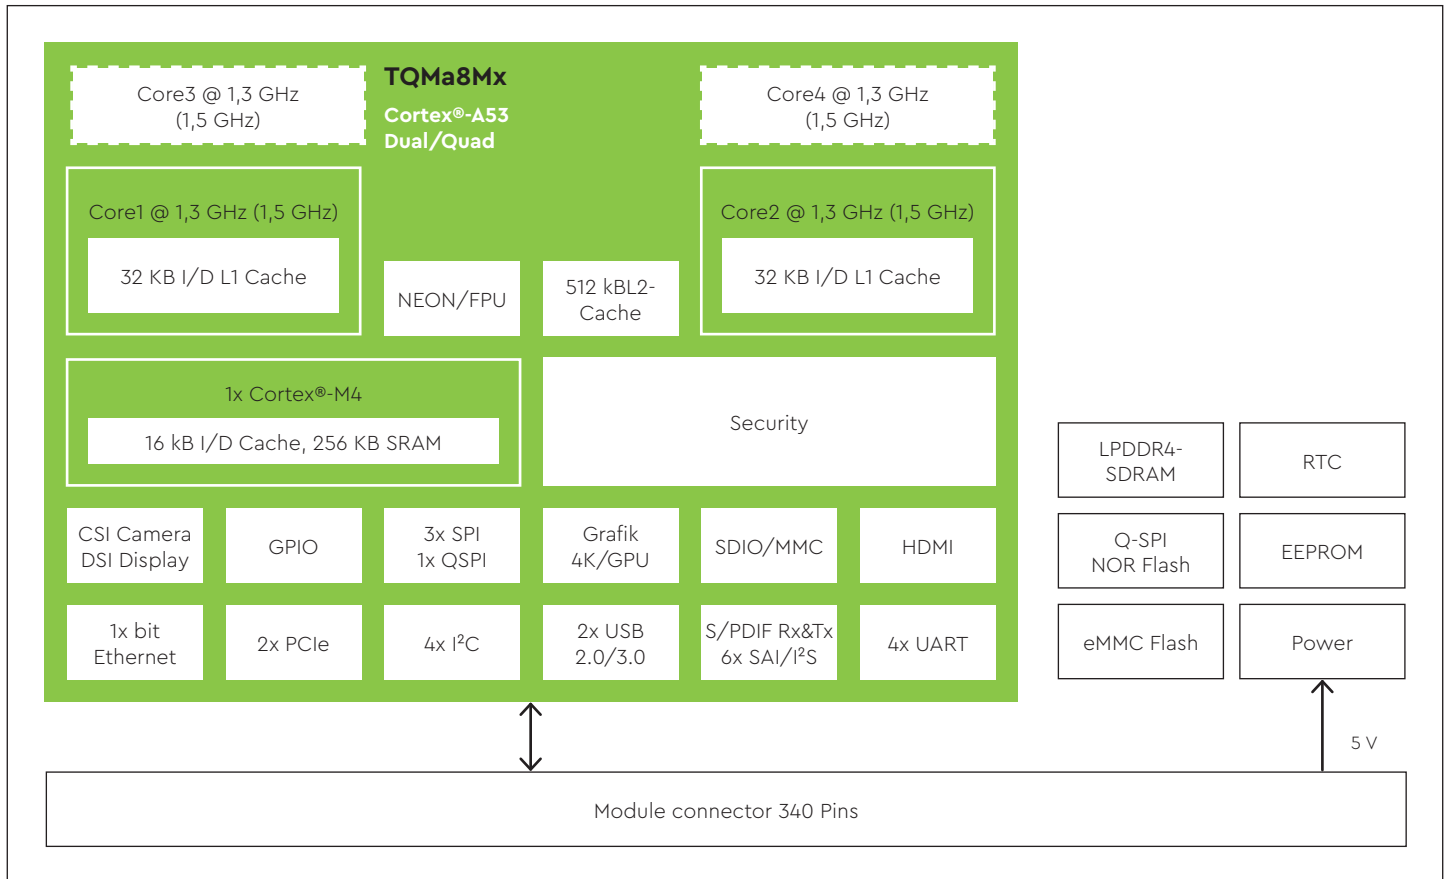 TQMa8Mx
Cortex®-A53
Dual/Quad
Core3 @ 1,3 GHz
(1,5 GHz)
Core4 @ 1,3 GHz
(1,5 GHz)
Core1 @ 1,3 GHz (1,5 GHz)
32 KB I/D L1 Cache
NEON/FPU
512 kBL2-
Cache
Core2 @ 1,3 GHz (1,5 GHz)
32 KB I/D L1 Cache
1x Cortex®-M4
16 kB I/D Cache, 256 KB SRAM
Security
CSI Camera
DSI Display
GPIO
3x SPI
1x QSPI
Grafik
4K/GPU
SDIO/MMC
HDMI
1x bit
Ethernet
2x PCIe
4x I²C
2x USB
2.0/3.0
S/PDIF Rx&Tx
6x SAI/I²S
4x UART
LPDDR4-
SDRAM
RTC
Q-SPI
NOR Flash
EEPROM
eMMC Flash
Power
5 V
Module connector 340 Pins